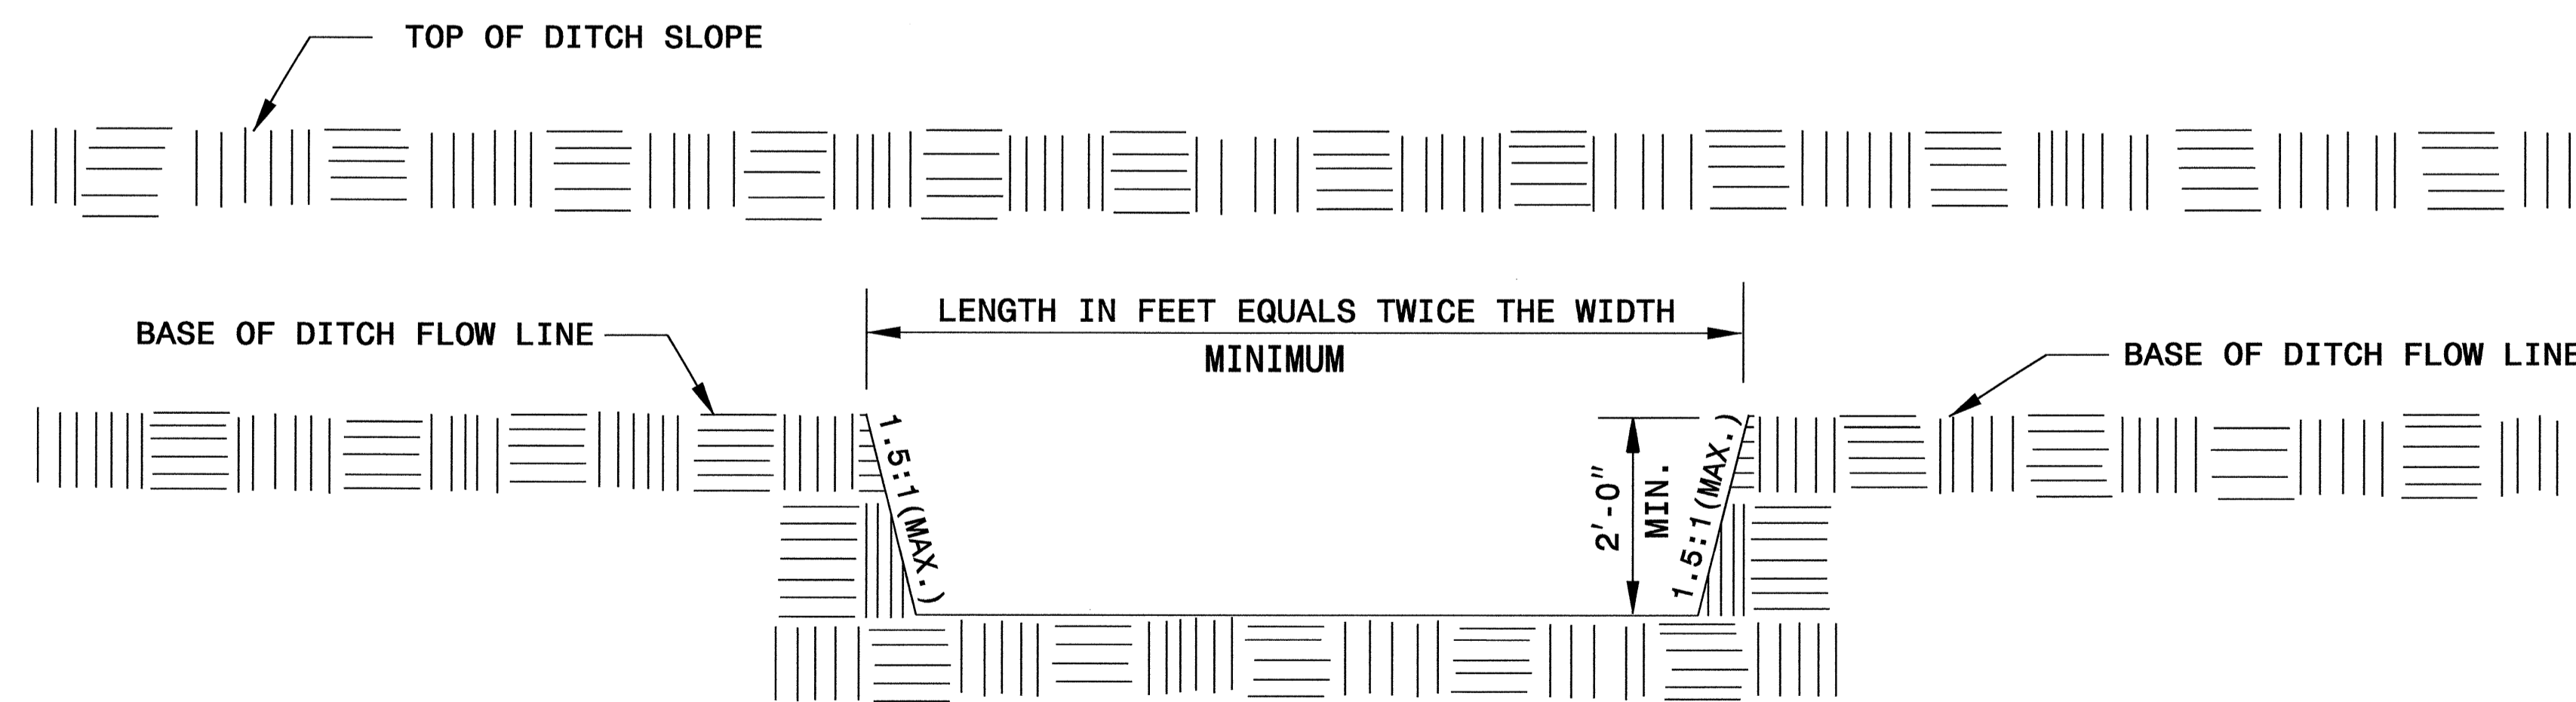 TOP OF DITCH SLOPE
LENGTH IN FEET EQUALS TWICE THE WIDTH
MINIMUM
BASE OF DITCH FLOW LINE
BASE OF DITCH FLOW LINE
1.5:1(MAX.)
2'-0"
MIN.
1.5:1(MAX.)